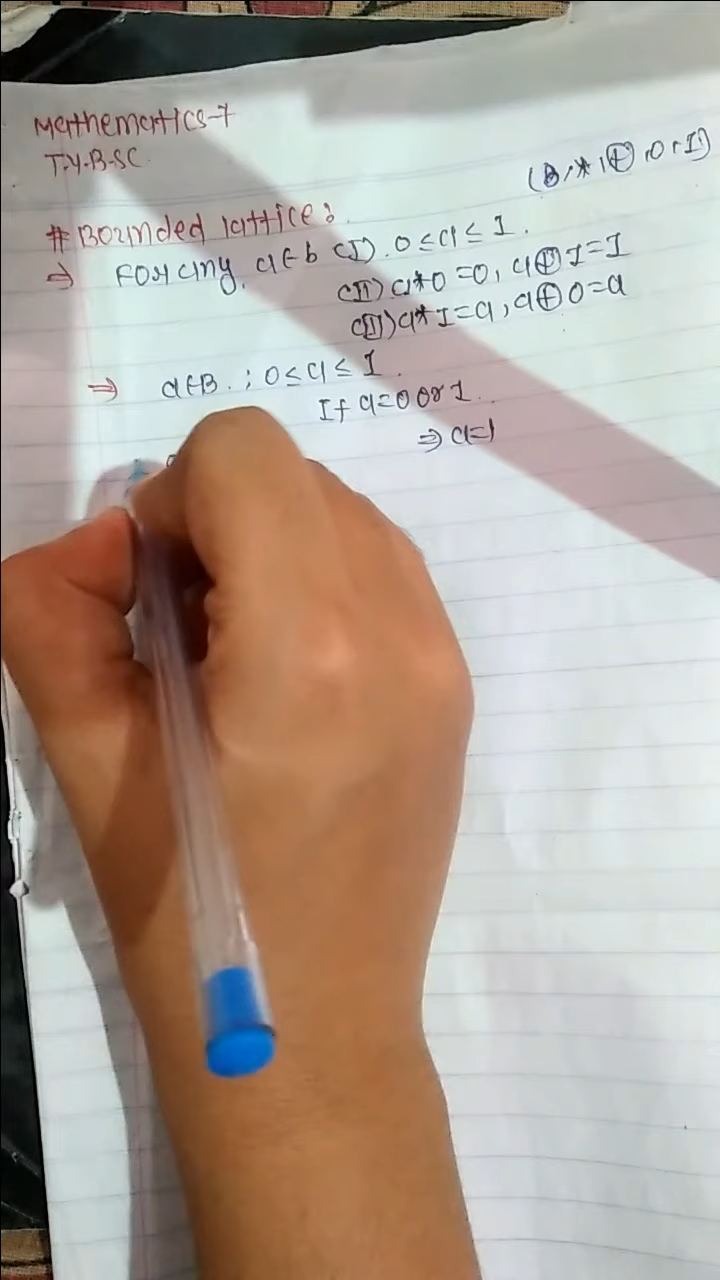 Mathematics-7
T.Y.B.SC.
(B,*,⊕,0,I)
# Bounded lattice:
⇒ For any, a∈b (I). 0≤a≤I.
(II) a*0=0, a⊕I=I
(III) a*I=a, a⊕0=a
⇒ a∈B. ; 0≤a≤I.
If a=0 or 1.
⇒ a=1